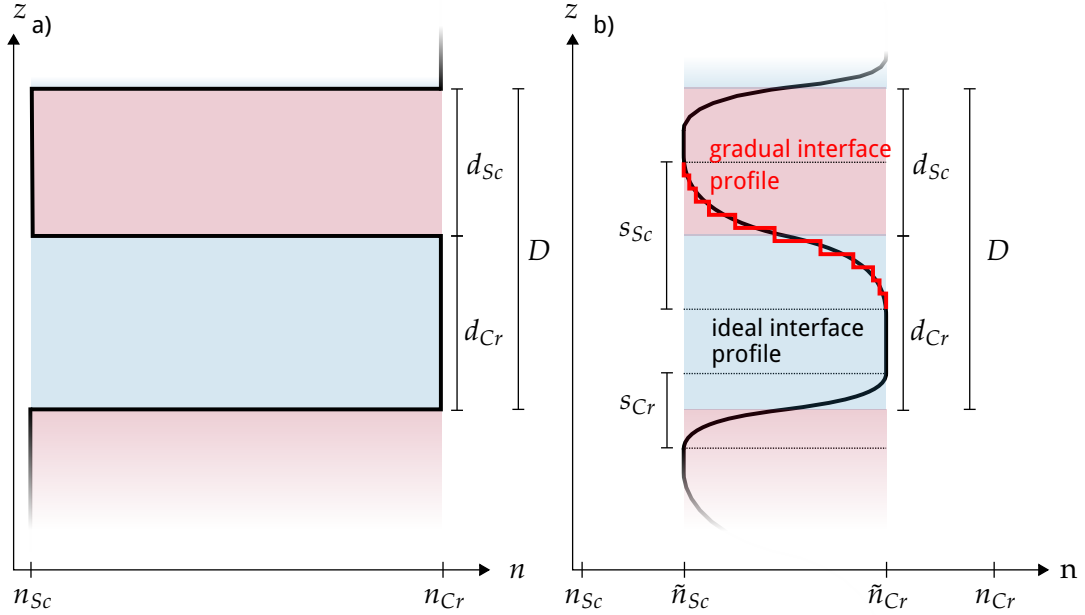 z
a)
d_Sc
D
d_Cr
n
n_Sc
n_Cr
z
b)
gradual interface
profile
d_Sc
s_Sc
D
ideal interface
profile
d_Cr
s_Cr
n
n_Sc
ñ_Sc
ñ_Cr
n_Cr